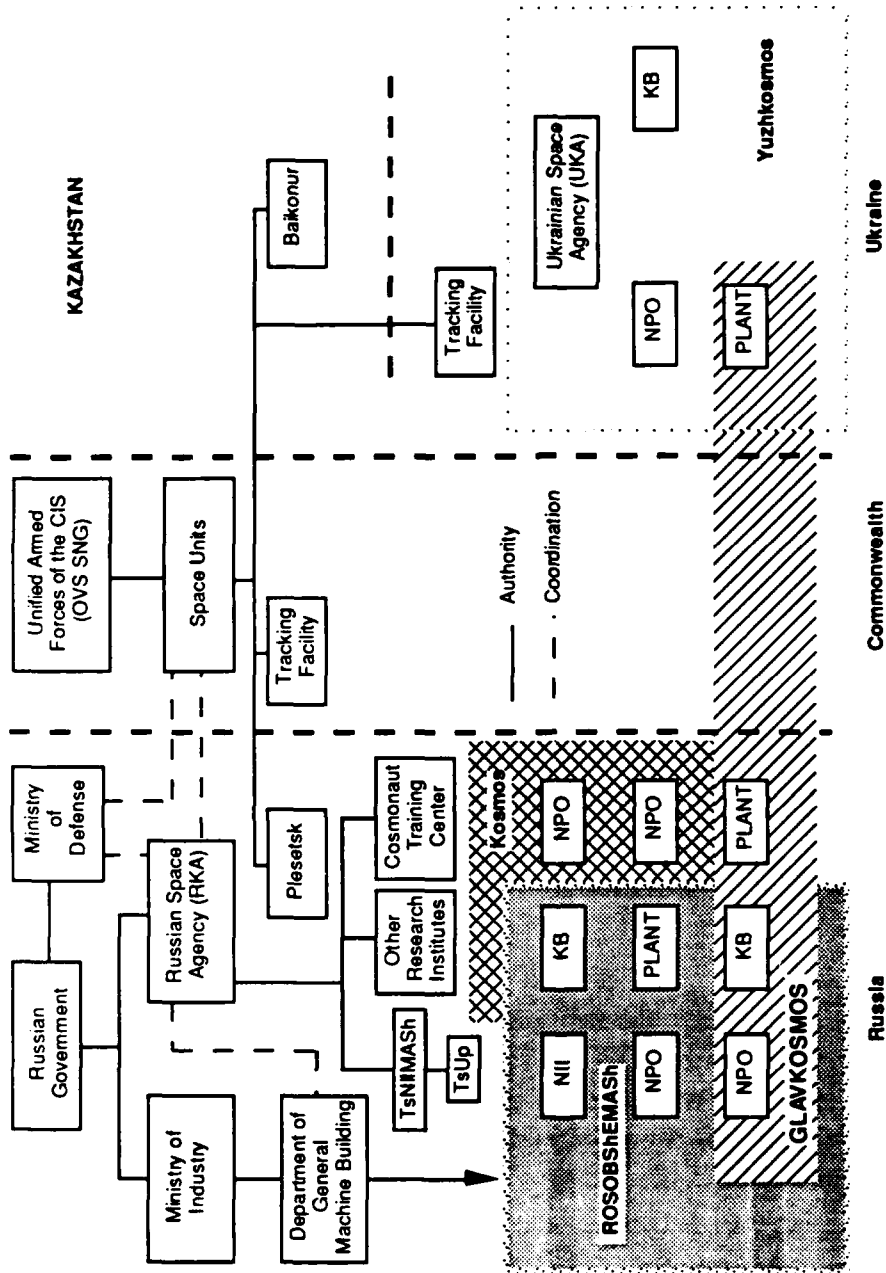 Russian
Government
Ministry
of
Defense
Unified Armed
Forces of the CIS
(OVS SNG)
KAZAKHSTAN
Ministry of
Industry
Russian Space
Agency (RKA)
Space Units
Department of
General
Machine Building
Plesetsk
Tracking
Facility
Baikonur
TsNIIMASh
TsUp
Other
Research
Institutes
Cosmonaut
Training
Center
Tracking
Facility
Authority
Coordination
Kosmos
NII
KB
NPO
ROSOBShEMASh
NPO
PLANT
NPO
NPO
KB
PLANT
GLAVKOSMOS
Ukrainian Space
Agency (UKA)
NPO
KB
PLANT
Yuzhkosmos
Russia
Commonwealth
Ukraine